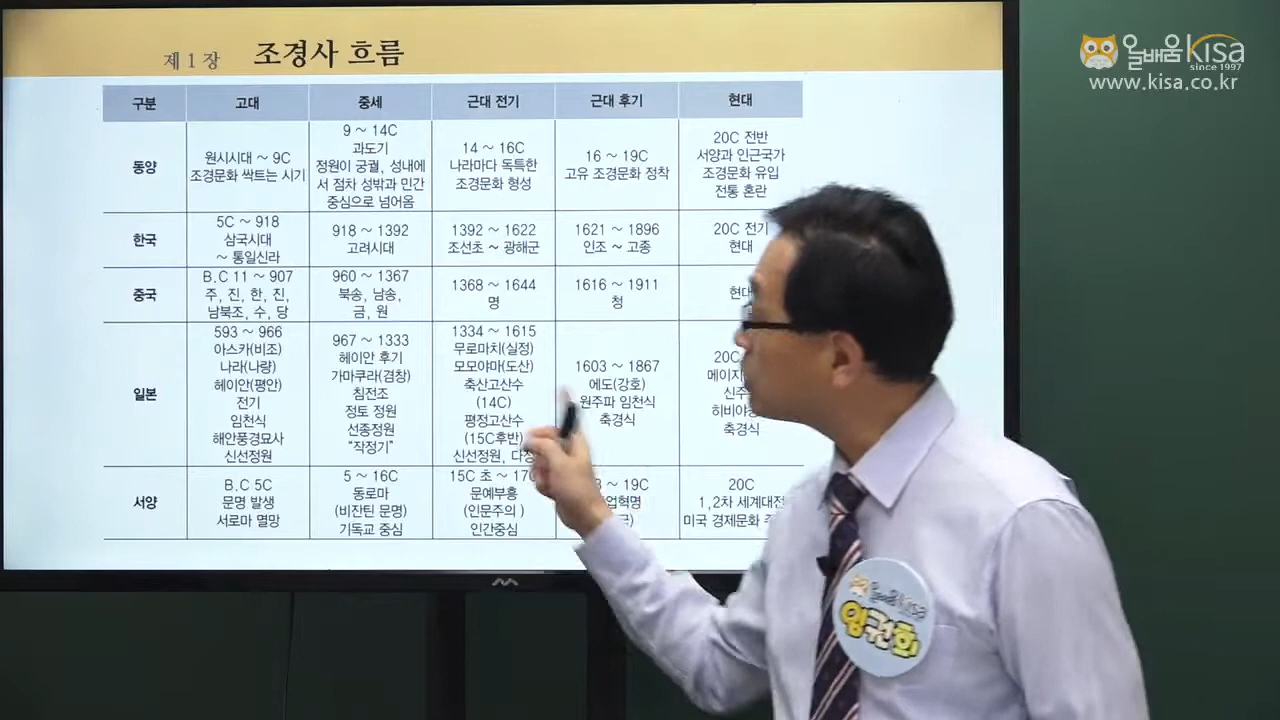 제 1 장 조경사 흐름
구분 고대 중세 근대 전기 근대 후기 현대
동양
원시시대 ~ 9C
조경문화 싹트는 시기
9 ~ 14C
과도기
정원이 궁궐, 성내에
서 점차 성밖과 민간
중심으로 넘어옴
14 ~ 16C
나라마다 독특한
조경문화 형성
16 ~ 19C
고유 조경문화 정착
20C 전반
서양과 인근국가
조경문화 유입
전통 혼란
한국
5C ~ 918
삼국시대
~ 통일신라
918 ~ 1392
고려시대
1392 ~ 1622
조선초 ~ 광해군
1621 ~ 1896
인조 ~ 고종
20C 전기
현대
중국
B.C 11 ~ 907
주, 진, 한, 진,
남북조, 수, 당
960 ~ 1367
북송, 남송,
금, 원
1368 ~ 1644
명
1616 ~ 1911
청
현대
일본
593 ~ 966
아스카(비조)
나라(나량)
헤이안(평안)
전기
임천식
해안풍경묘사
신선정원
967 ~ 1333
헤이안 후기
가마쿠라(겸창)
침전조
정토 정원
선종정원
"작정기"
1334 ~ 1615
무로마치(실정)
모모야마(도산)
축산고산수
(14C)
평정고산수
(15C후반)
신선정원,
1603 ~ 1867
에도(강호)
원주파 임천식
축경식
20C
메이지
축경식
서양
B.C 5C
문명 발생
서로마 멸망
5 ~ 16C
동로마
(비잔틴 문명)
기독교 중심
15C 초 ~
문예부흥
(인문주의 )
인간중심
~ 19C
20C
1,2차 세계대전
미국 경제문화
올배움kisa
since 1997
www.kisa.co.kr
올배움kisa
임권화